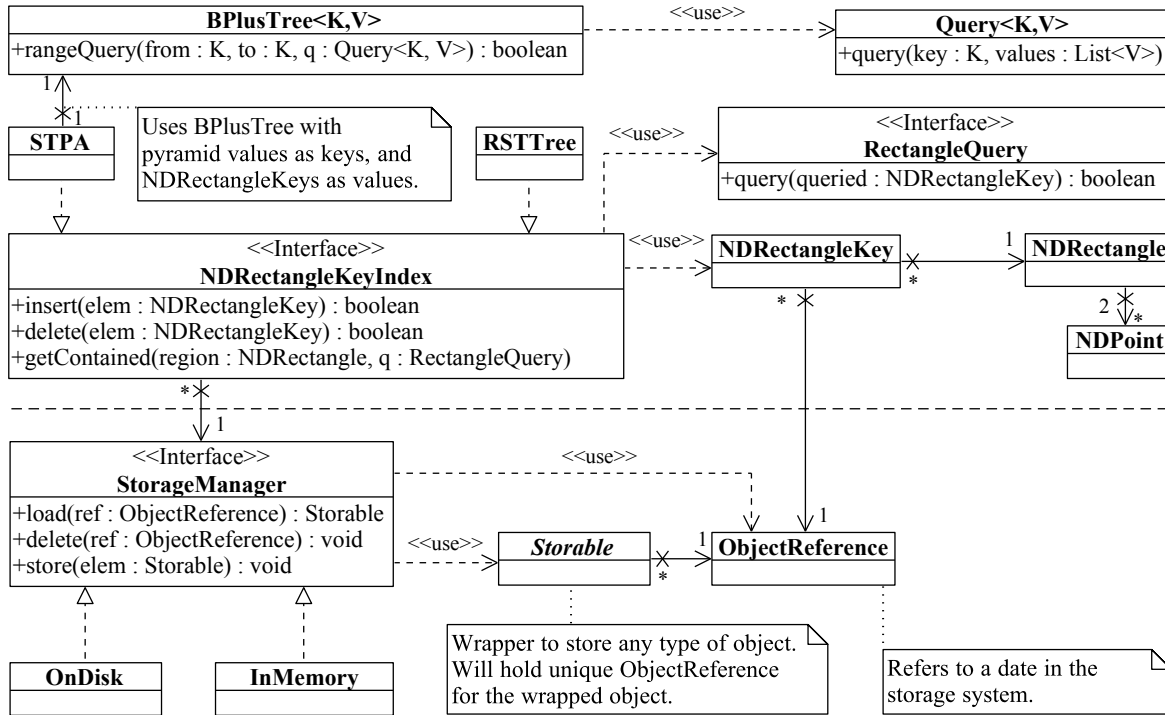 BPlusTree<K,V>
+rangeQuery(from : K, to : K, q : Query<K, V>) : boolean
<<use>>
Query<K,V>
+query(key : K, values : List<V>)
1
1
STPA
Uses BPlusTree with
pyramid values as keys, and
NDRectangleKeys as values.
RSTTree
<<use>>
<<Interface>>
RectangleQuery
+query(queried : NDRectangleKey) : boolean
<<Interface>>
NDRectangleKeyIndex
+insert(elem : NDRectangleKey) : boolean
+delete(elem : NDRectangleKey) : boolean
+getContained(region : NDRectangle, q : RectangleQuery)
<<use>>
NDRectangleKey
*
1
NDRectangle
*
2
*
NDPoint
*
1
<<Interface>>
StorageManager
+load(ref : ObjectReference) : Storable
+delete(ref : ObjectReference) : void
+store(elem : Storable) : void
<<use>>
<<use>>
Storable
*
1
1
ObjectReference
OnDisk
InMemory
Wrapper to store any type of object.
Will hold unique ObjectReference
for the wrapped object.
Refers to a date in the
storage system.